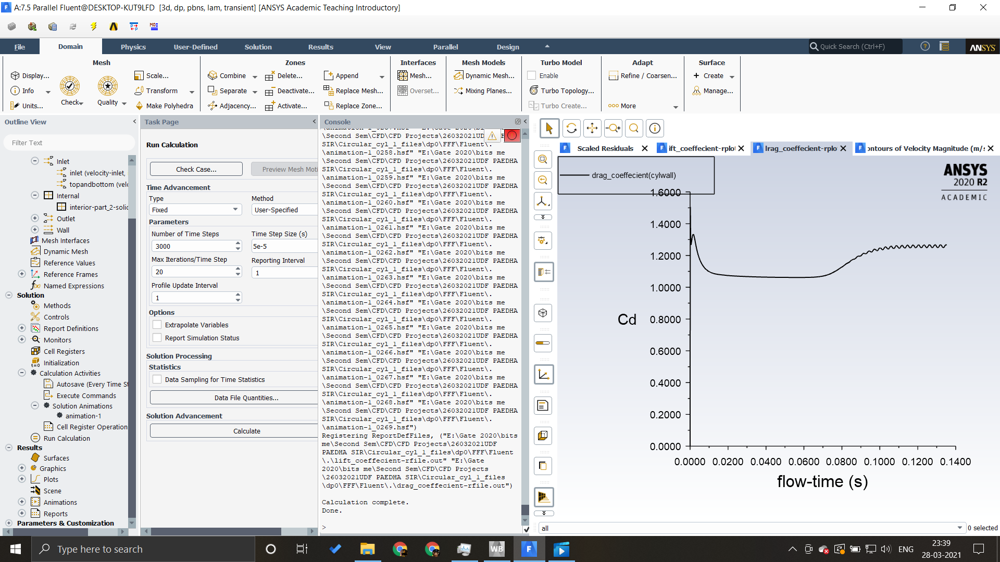 A:7.5 Parallel Fluent@DESKTOP-KUT9LFD [3d, dp, pbns, lam, transient] [ANSYS Academic Teaching Introductory]
File Domain Physics User-Defined Solution Results View Parallel Design Quick Search (Ctrl+F) ANSYS
Mesh
Display...
Info
Units...
Check
Quality
Scale...
Transform
Make Polyhedra
Zones
Combine
Separate
Adjacency...
Delete...
Deactivate...
Activate...
Append
Replace Mesh...
Replace Zone...
Interfaces
Mesh...
Overset...
Mesh Models
Dynamic Mesh...
Mixing Planes...
Turbo Model
Enable
Turbo Topology...
Turbo Create...
Adapt
Refine / Coarsen...
More
Surface
Create
Manage...
Outline View
Filter Text
Inlet
inlet (velocity-inlet,
topandbottom (velo
Internal
interior-part_2-solid
Outlet
Wall
Mesh Interfaces
Dynamic Mesh
Reference Values
Reference Frames
Named Expressions
Solution
Methods
Controls
Report Definitions
Monitors
Cell Registers
Initialization
Calculation Activities
Autosave (Every Time St
Execute Commands
Solution Animations
animation-1
Cell Register Operation
Run Calculation
Results
Surfaces
Graphics
Plots
Scene
Animations
Reports
Parameters & Customization
Task Page
Run Calculation
Check Case...
Preview Mesh Moti
Time Advancement
Type
Method
Fixed
User-Specified
Parameters
Number of Time Steps
Time Step Size (s)
3000
5e-5
Max Iterations/Time Step
Reporting Interval
20
1
Profile Update Interval
1
Options
Extrapolate Variables
Report Simulation Status
Solution Processing
Statistics
Data Sampling for Time Statistics
Data File Quantities...
Solution Advancement
Calculate
Console
\Second Sem\CFD\CFD Projects\26032021UD
SIR\Circular_cyl_1_files\dp0\FFF\Fluent\.
\animation-1_0258.hsf" "E:\Gate 2020\bits me
\Second Sem\CFD\CFD Projects\26032021UDF PAEDHA
SIR\Circular_cyl_1_files\dp0\FFF\Fluent\.
\animation-1_0259.hsf" "E:\Gate 2020\bits me
\Second Sem\CFD\CFD Projects\26032021UDF PAEDHA
SIR\Circular_cyl_1_files\dp0\FFF\Fluent\.
\animation-1_0260.hsf" "E:\Gate 2020\bits me
\Second Sem\CFD\CFD Projects\26032021UDF PAEDHA
SIR\Circular_cyl_1_files\dp0\FFF\Fluent\.
\animation-1_0261.hsf" "E:\Gate 2020\bits me
\Second Sem\CFD\CFD Projects\26032021UDF PAEDHA
SIR\Circular_cyl_1_files\dp0\FFF\Fluent\.
\animation-1_0262.hsf" "E:\Gate 2020\bits me
\Second Sem\CFD\CFD Projects\26032021UDF PAEDHA
SIR\Circular_cyl_1_files\dp0\FFF\Fluent\.
\animation-1_0263.hsf" "E:\Gate 2020\bits me
\Second Sem\CFD\CFD Projects\26032021UDF PAEDHA
SIR\Circular_cyl_1_files\dp0\FFF\Fluent\.
\animation-1_0264.hsf" "E:\Gate 2020\bits me
\Second Sem\CFD\CFD Projects\26032021UDF PAEDHA
SIR\Circular_cyl_1_files\dp0\FFF\Fluent\.
\animation-1_0265.hsf" "E:\Gate 2020\bits me
\Second Sem\CFD\CFD Projects\26032021UDF PAEDHA
SIR\Circular_cyl_1_files\dp0\FFF\Fluent\.
\animation-1_0266.hsf" "E:\Gate 2020\bits me
\Second Sem\CFD\CFD Projects\26032021UDF PAEDHA
SIR\Circular_cyl_1_files\dp0\FFF\Fluent\.
\animation-1_0267.hsf" "E:\Gate 2020\bits me
\Second Sem\CFD\CFD Projects\26032021UDF PAEDHA
SIR\Circular_cyl_1_files\dp0\FFF\Fluent\.
\animation-1_0268.hsf" "E:\Gate 2020\bits me
\Second Sem\CFD\CFD Projects\26032021UDF PAEDHA
SIR\Circular_cyl_1_files\dp0\FFF\Fluent\.
\animation-1_0269.hsf")
Registering ReportDefFiles, ("E:\Gate 2020\bits
me\Second Sem\CFD\CFD Projects\26032021UDF
PAEDHA SIR\Circular_cyl_1_files\dp0\FFF\Fluent
\.\lift_coeffecient-rfile.out" "E:\Gate
2020\bits me\Second Sem\CFD\CFD Projects
\26032021UDF PAEDHA SIR\Circular_cyl_1_files
\dp0\FFF\Fluent\.\drag_coeffecient-rfile.out")
Calculation complete.
Done.
>
Scaled Residuals
ift_coeffecient-rplot
lrag_coeffecient-rplo
ontours of Velocity Magnitude (m/s
drag_coeffecient(cylwall)
ANSYS
2020 R2
ACADEMIC
1.6000
1.4000
1.2000
1.0000
Cd
0.8000
0.6000
0.4000
0.2000
0.0000
0.0000 0.0200 0.0400 0.0600 0.0800 0.1000 0.1200 0.1400
flow-time (s)
all
0 selected
Type here to search
WB
ENG
23:39
28-03-2021